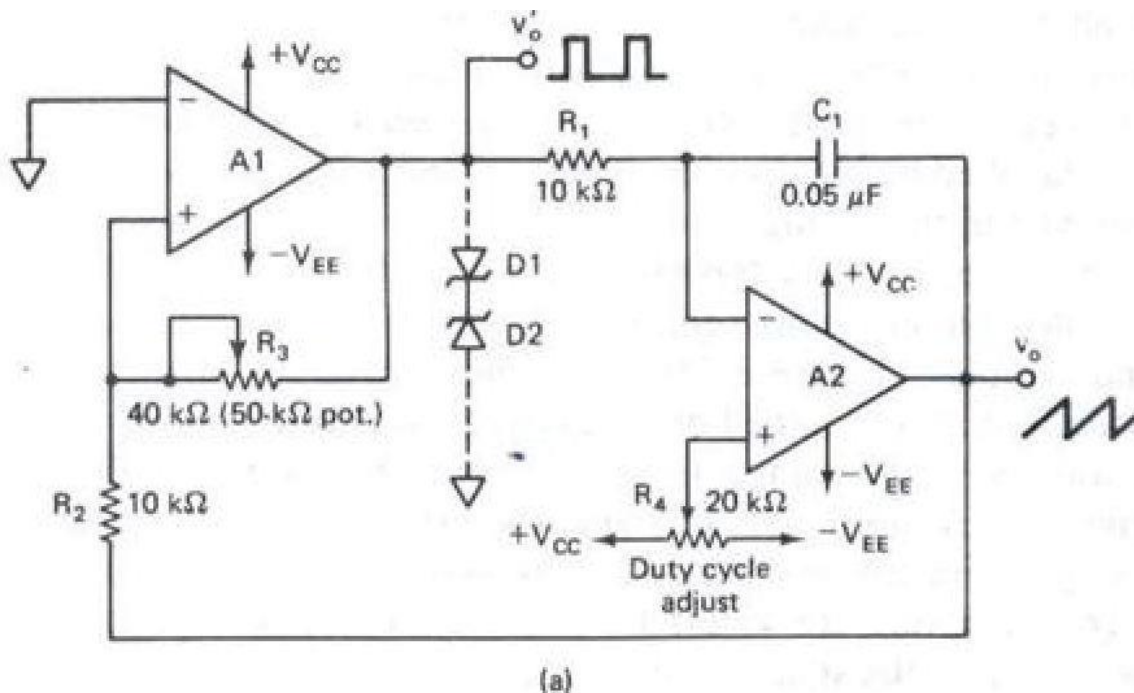 v'o
+VCC
−
A1
+
−VEE
R1
10 kΩ
C1
0.05 μF
D1
D2
R3
40 kΩ (50-kΩ pot.)
R2
10 kΩ
+VCC
−
A2
+
−VEE
vo
R4
20 kΩ
+VCC
−VEE
Duty cycle
adjust
(a)